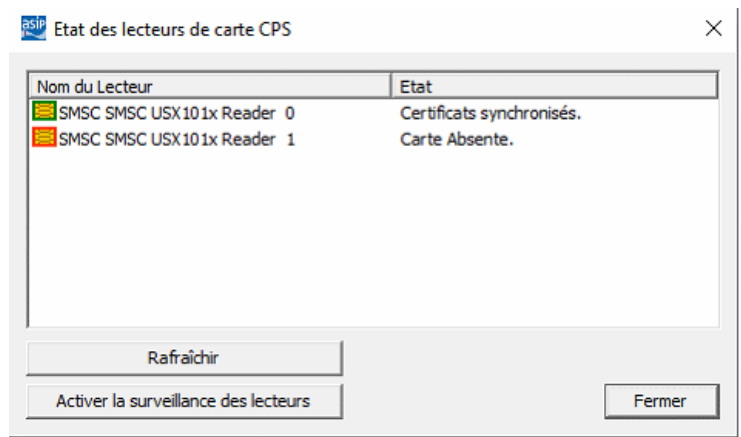 asip Etat des lecteurs de carte CPS
Nom du Lecteur Etat
SMSC SMSC USX101x Reader 0 Certificats synchronisés.
SMSC SMSC USX101x Reader 1 Carte Absente.
Rafraîchir
Activer la surveillance des lecteurs Fermer